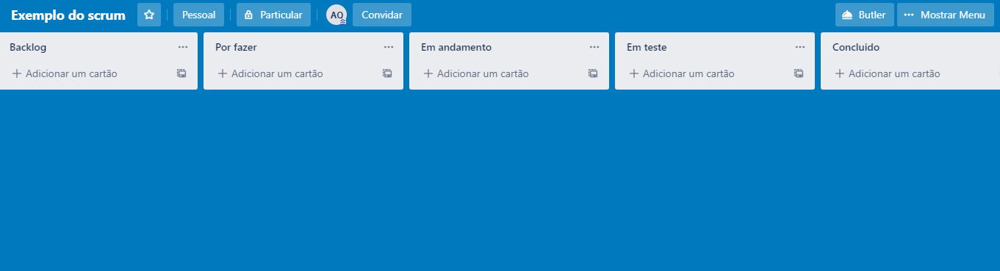 Exemplo do scrum Pessoal Particular AQ Convidar Butler Mostrar Menu
Backlog Por fazer Em andamento Em teste Concluido
Adicionar um cartão Adicionar um cartão Adicionar um cartão Adicionar um cartão Adicionar um cartão